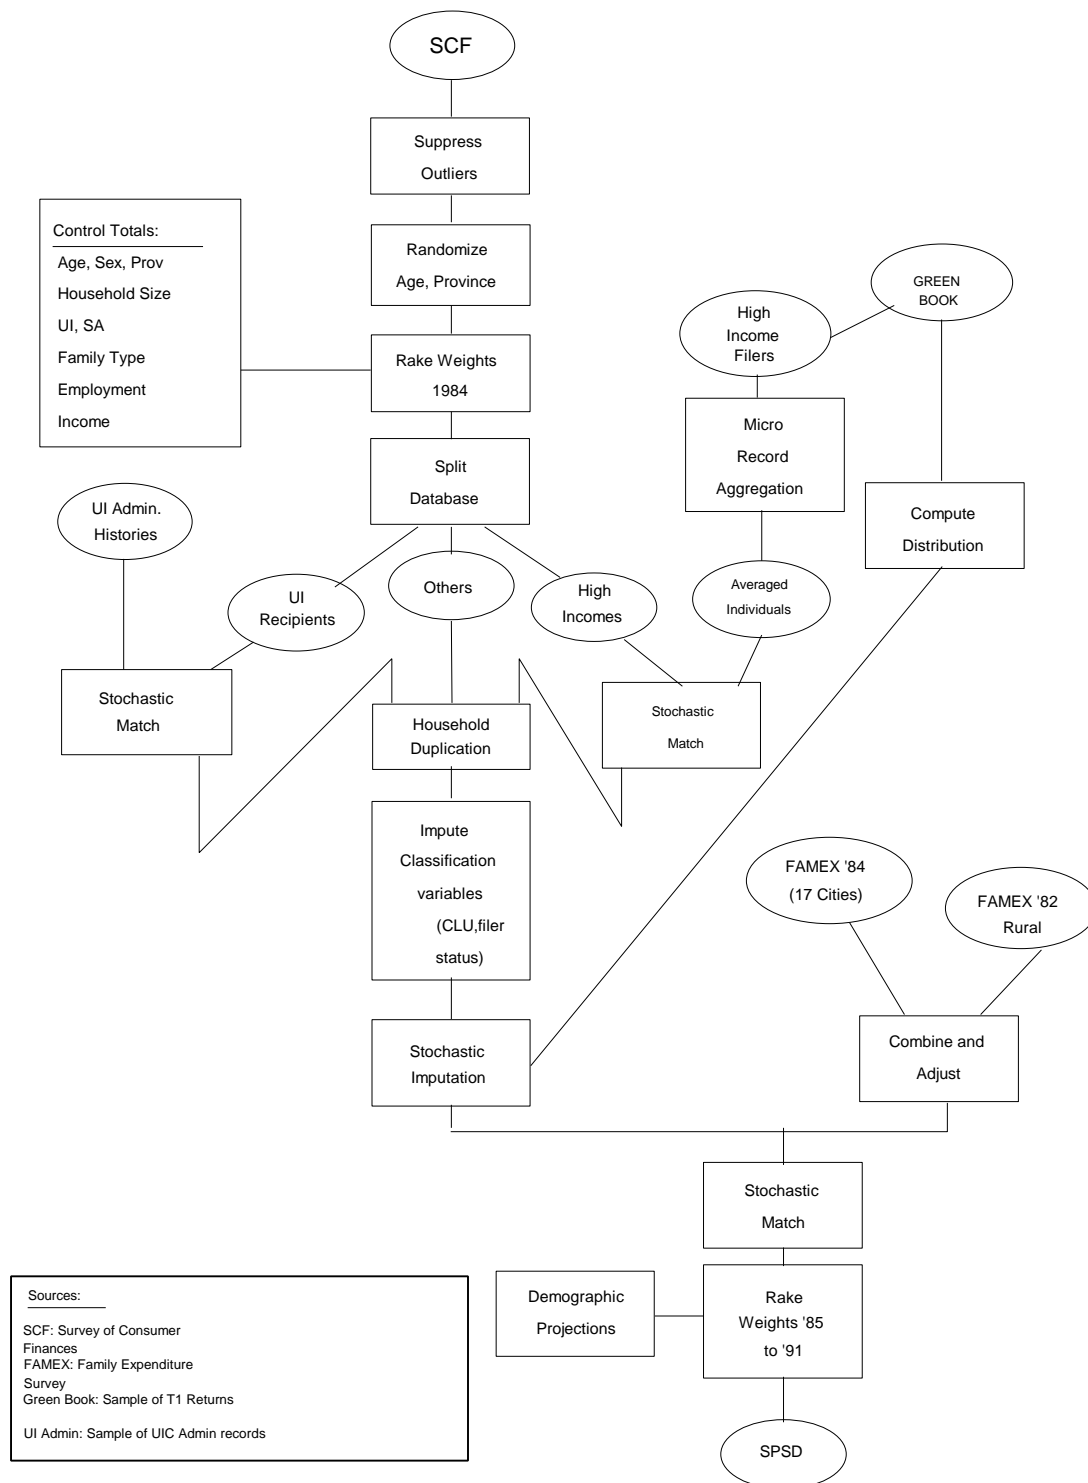 SCF
Suppress
Outliers
Control Totals:
Age, Sex, Prov
Household Size
UI, SA
Family Type
Employment
Income
Randomize
Age, Province
Rake Weights
1984
GREEN
BOOK
High
Income
Filers
Micro
Record
Aggregation
Split
Database
UI Admin.
Histories
Compute
Distribution
UI
Recipients
Others
High
Incomes
Averaged
Individuals
Stochastic
Match
Household
Duplication
Stochastic
Match
Impute
Classification
variables
(CLU,filer
status)
FAMEX '84
(17 Cities)
FAMEX '82
Rural
Stochastic
Imputation
Combine and
Adjust
Stochastic
Match
Demographic
Projections
Rake
Weights '85
to '91
SPSD
Sources:
SCF: Survey of Consumer
Finances
FAMEX: Family Expenditure
Survey
Green Book: Sample of T1 Returns
UI Admin: Sample of UIC Admin records